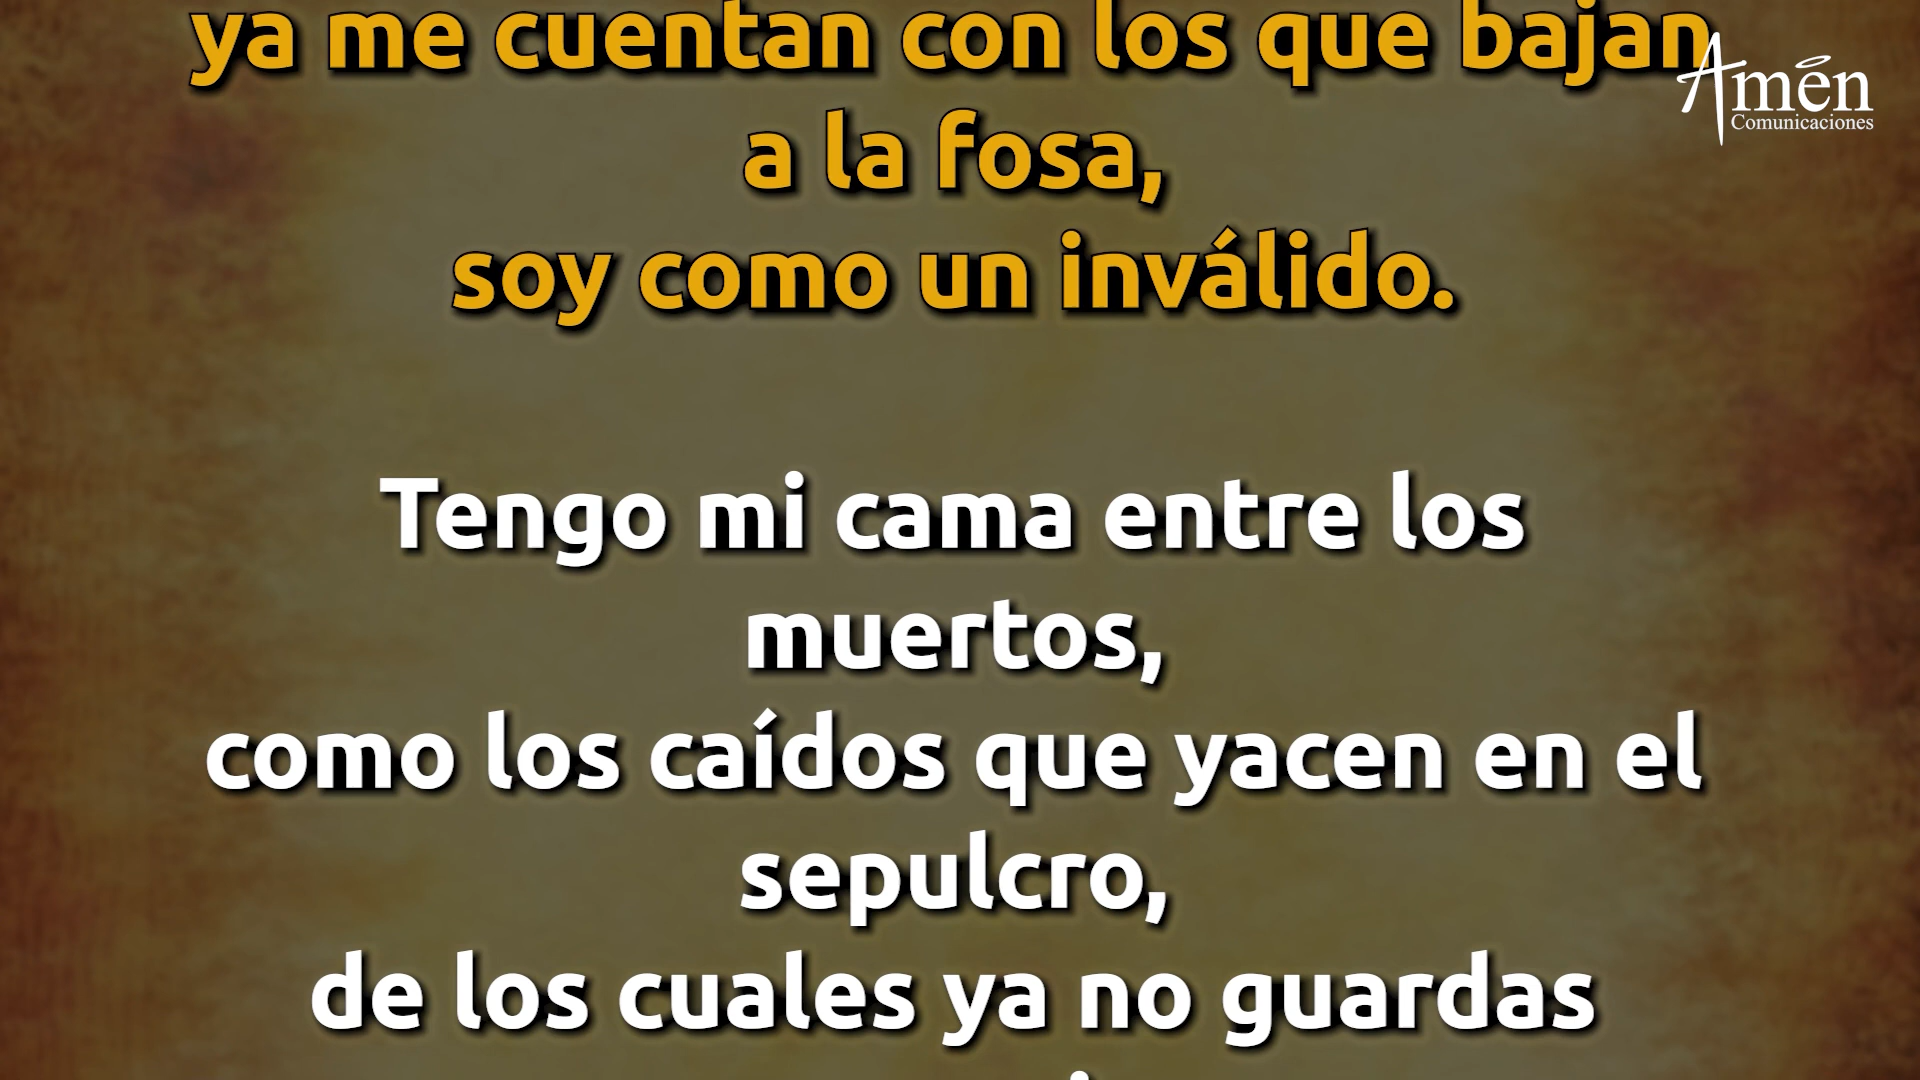 ya me cuentan con los que bajan
Amén
Comunicaciones
a la fosa,
soy como un inválido.
Tengo mi cama entre los
muertos,
como los caídos que yacen en el
sepulcro,
de los cuales ya no guardas